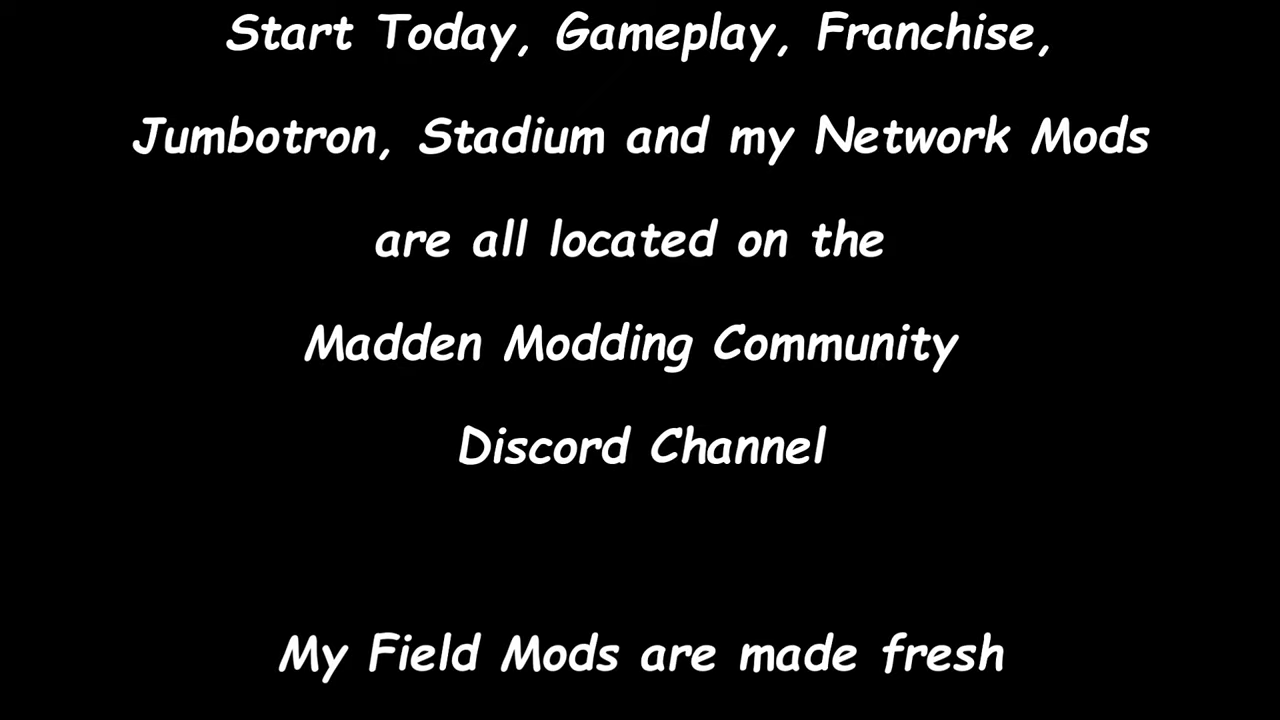 Start Today, Gameplay, Franchise,
Jumbotron, Stadium and my Network Mods
are all located on the
Madden Modding Community
Discord Channel
My Field Mods are made fresh